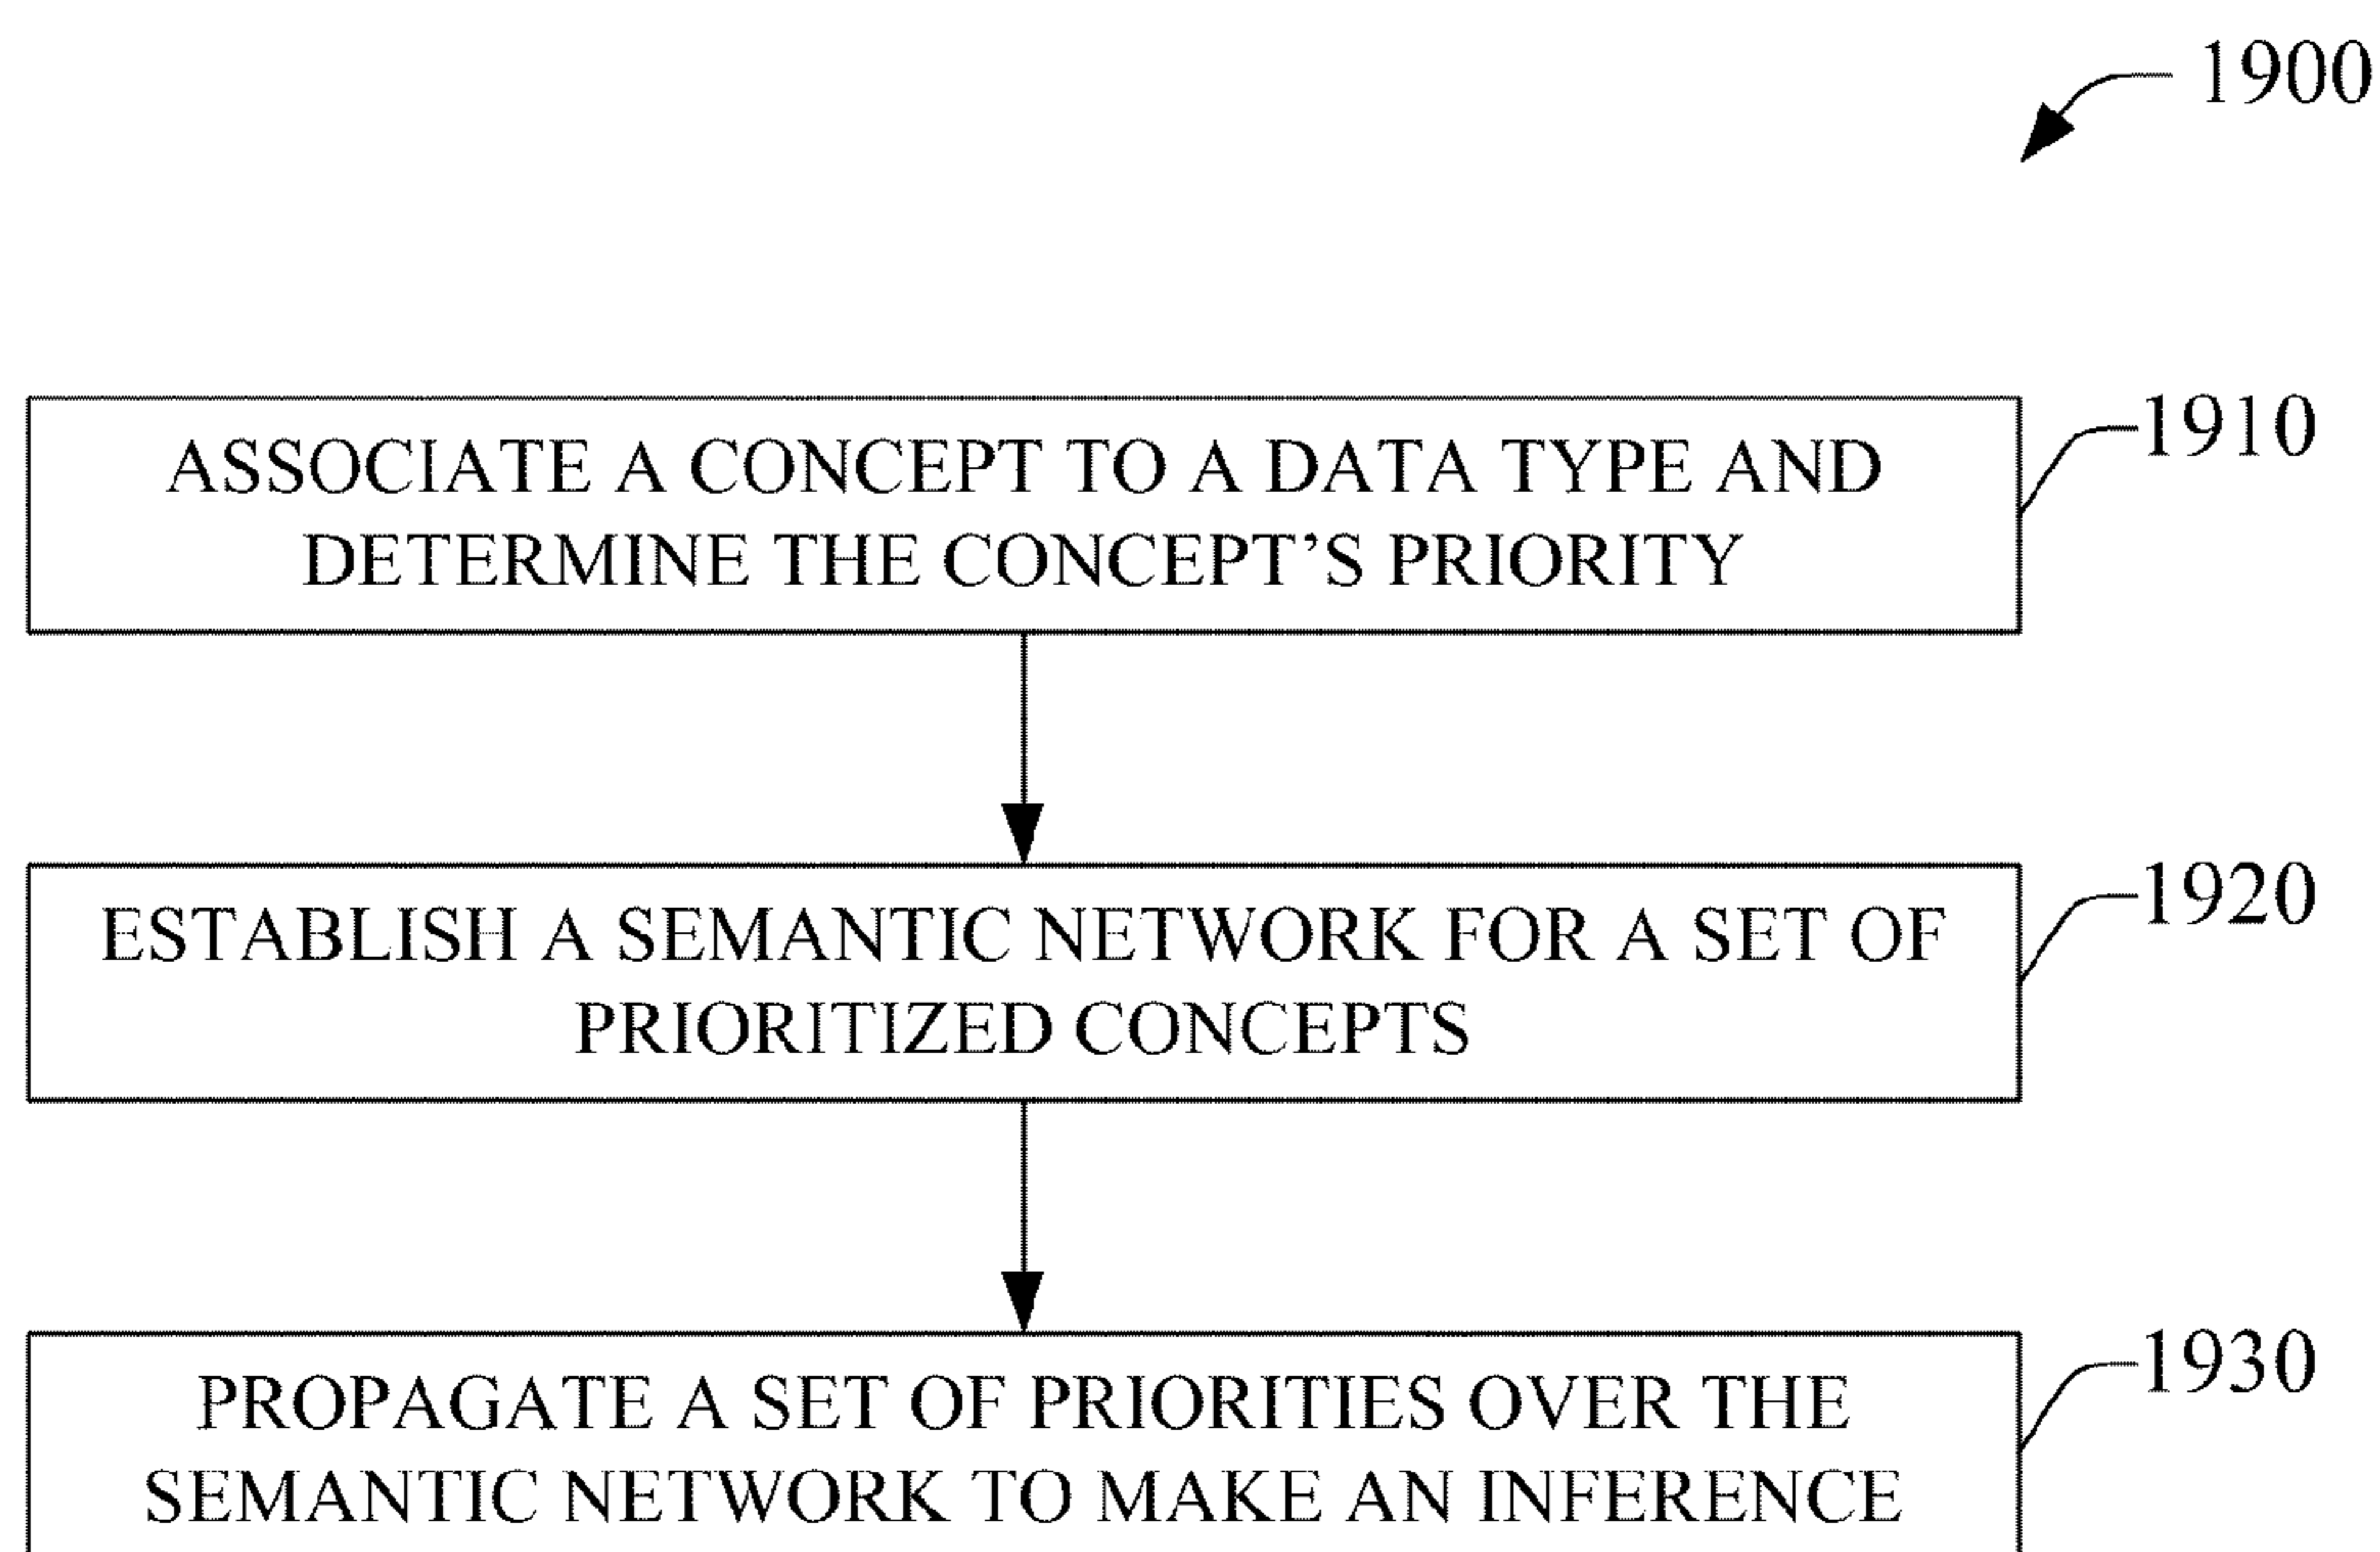 1900
ASSOCIATE A CONCEPT TO A DATA TYPE AND
DETERMINE THE CONCEPT’S PRIORITY
1910
ESTABLISH A SEMANTIC NETWORK FOR A SET OF
PRIORITIZED CONCEPTS
1920
PROPAGATE A SET OF PRIORITIES OVER THE
SEMANTIC NETWORK TO MAKE AN INFERENCE
1930